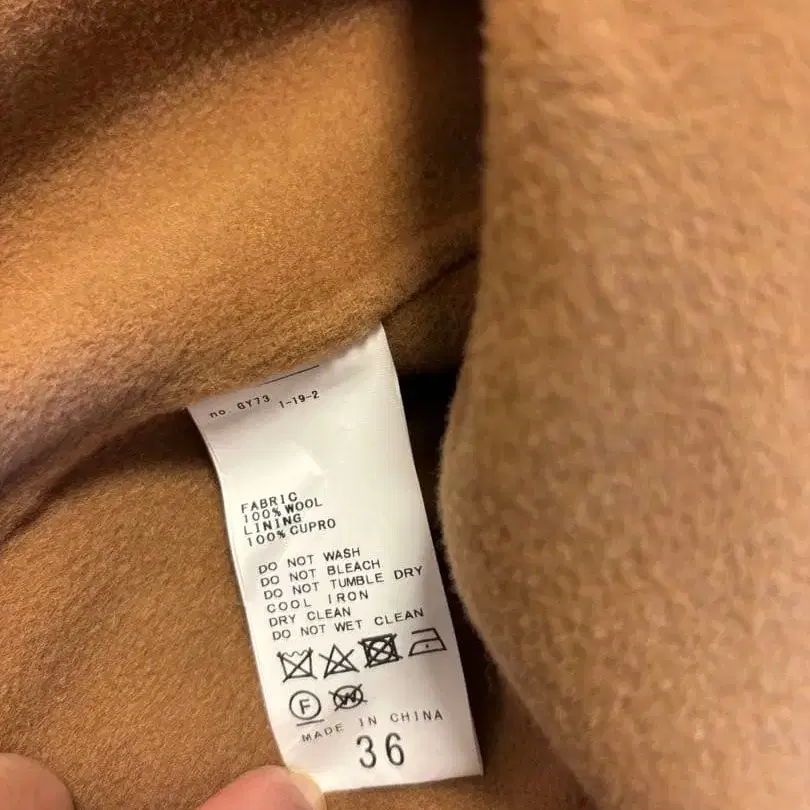 no. GY73 1-19-2
FABRIC
100% WOOL
LINING
100% CUPRO
DO NOT WASH
DO NOT BLEACH
DO NOT TUMBLE DRY
COOL IRON
DRY CLEAN
DO NOT WET CLEAN
F W
MADE IN CHINA
36